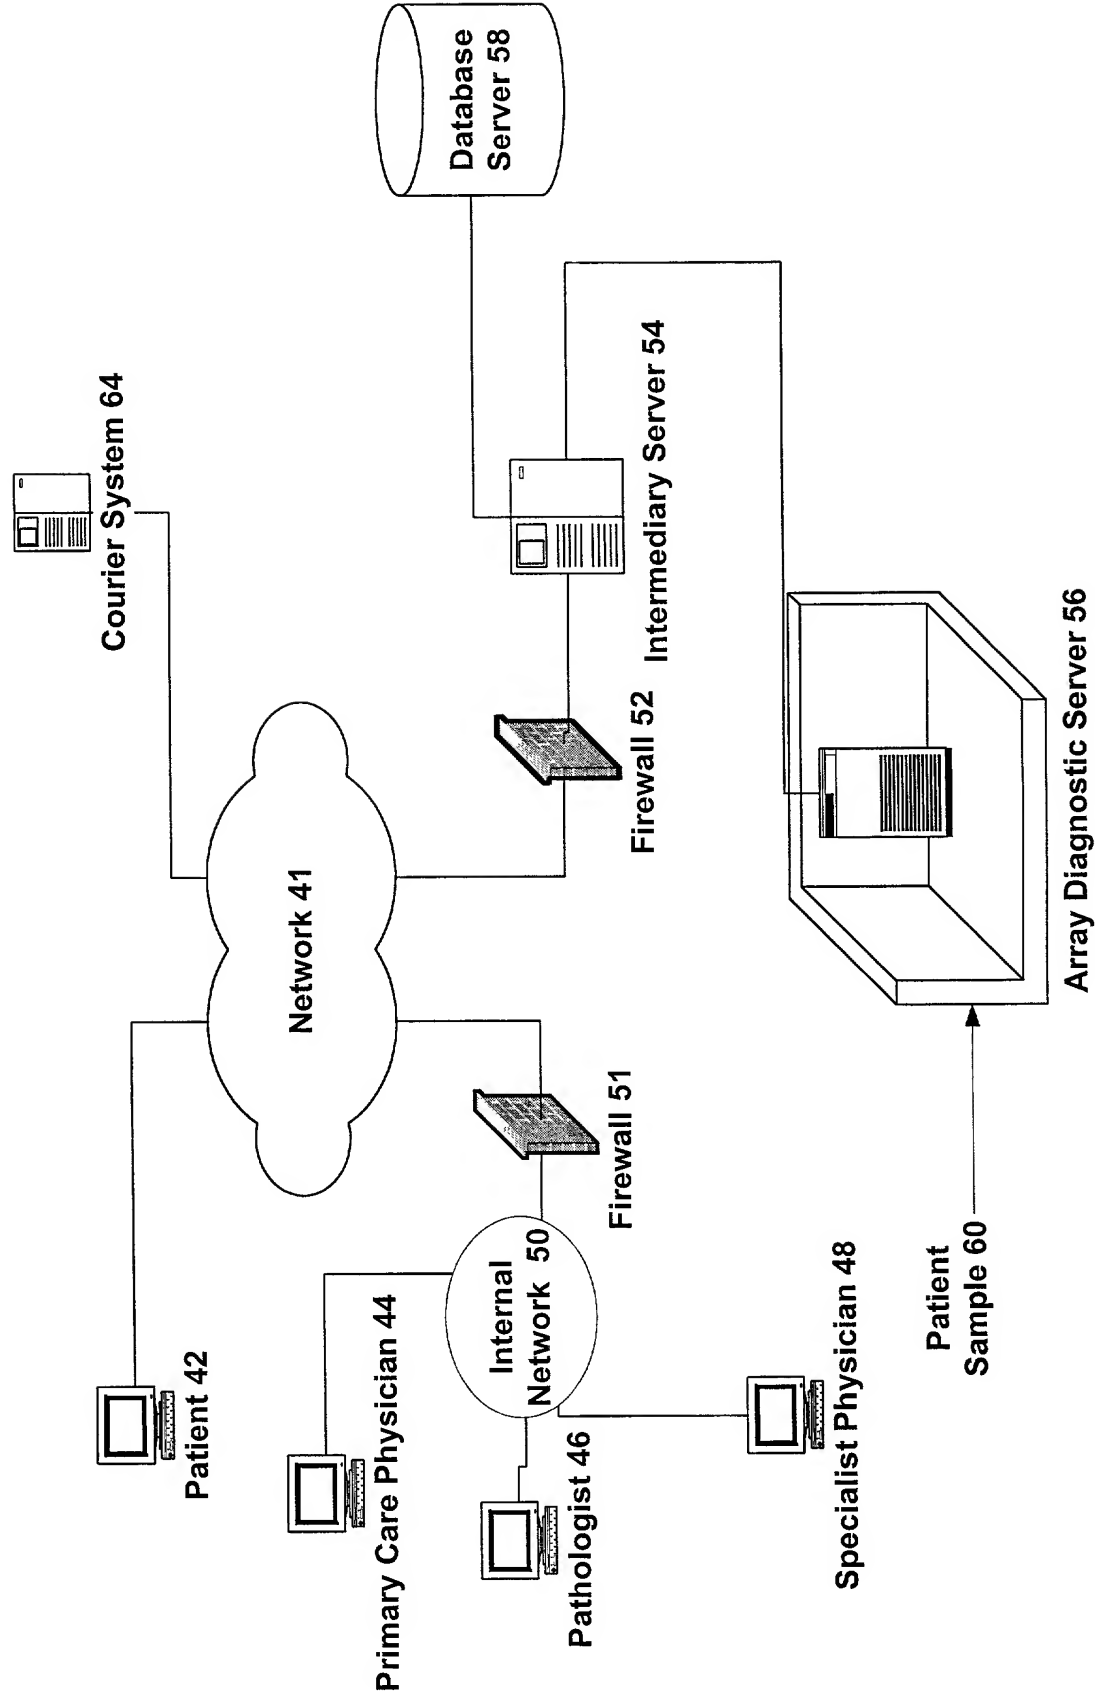 Patient 42
Primary Care Physician 44
Pathologist 46
Specialist Physician 48
Internal
Network 50
Firewall 51
Network 41
Courier System 64
Firewall 52
Intermediary Server 54
Database
Server 58
Patient
Sample 60
Array Diagnostic Server 56